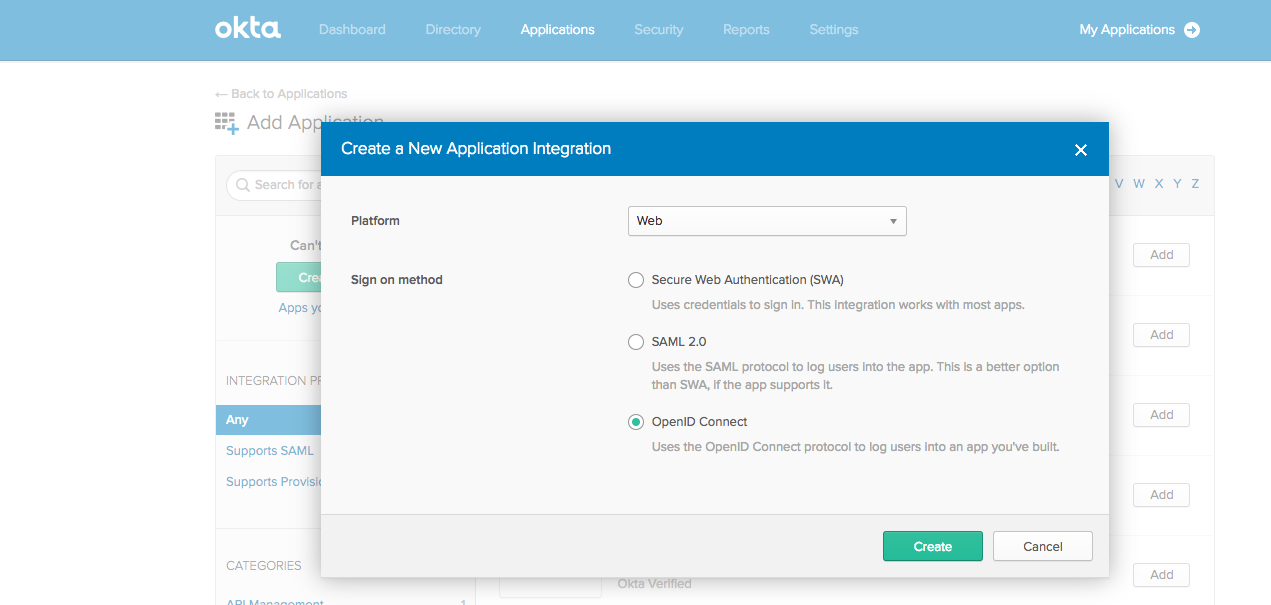 okta Dashboard Directory Applications Security Reports Settings My Applications
← Back to Applications
Add Application
Create a New Application Integration
Search for a
V W X Y Z
Platform
Web
Can't
Crea
Apps yo
Sign on method
Secure Web Authentication (SWA)
Uses credentials to sign in. This integration works with most apps.
SAML 2.0
Uses the SAML protocol to log users into the app. This is a better option
than SWA, if the app supports it.
OpenID Connect
Uses the OpenID Connect protocol to log users into an app you've built.
Add
Add
Add
Add
Add
INTEGRATION PR
Any
Supports SAML
Supports Provisio
Create
Cancel
CATEGORIES
API Management 1
Okta Verified